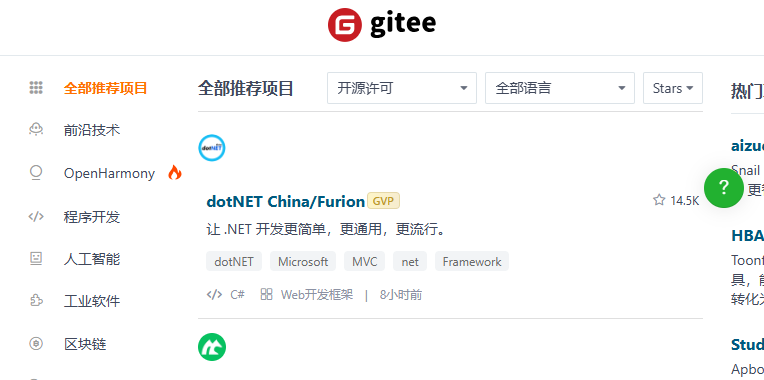 gitee
全部推荐项目
前沿技术
OpenHarmony
程序开发
人工智能
工业软件
区块链
全部推荐项目
开源许可
全部语言
Stars
dotNET
dotNET China/Furion
GVP
14.5K
让 .NET 开发更简单，更通用，更流行。
dotNET
Microsoft
MVC
net
Framework
C#
Web开发框架
|
8小时前
热门
?
Snail
更
HBA
Toonf
具，
转化为
Stud
Apbo